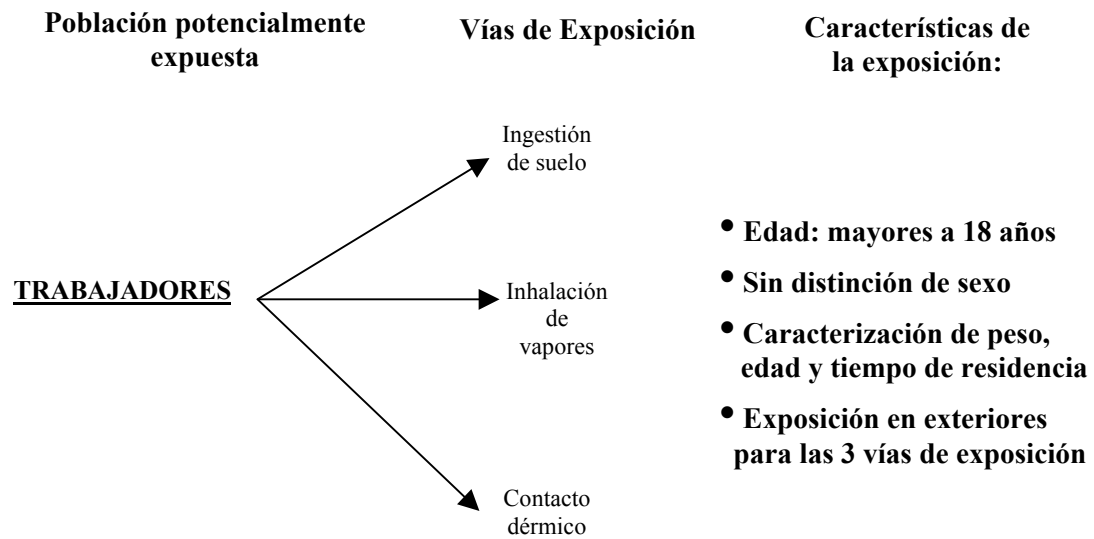 Población potencialmente
expuesta
Vías de Exposición
Características de
la exposición:
TRABAJADORES
Ingestión
de suelo
Inhalación
de
vapores
Contacto
dérmico
• Edad: mayores a 18 años
• Sin distinción de sexo
• Caracterización de peso,
edad y tiempo de residencia
• Exposición en exteriores
para las 3 vías de exposición